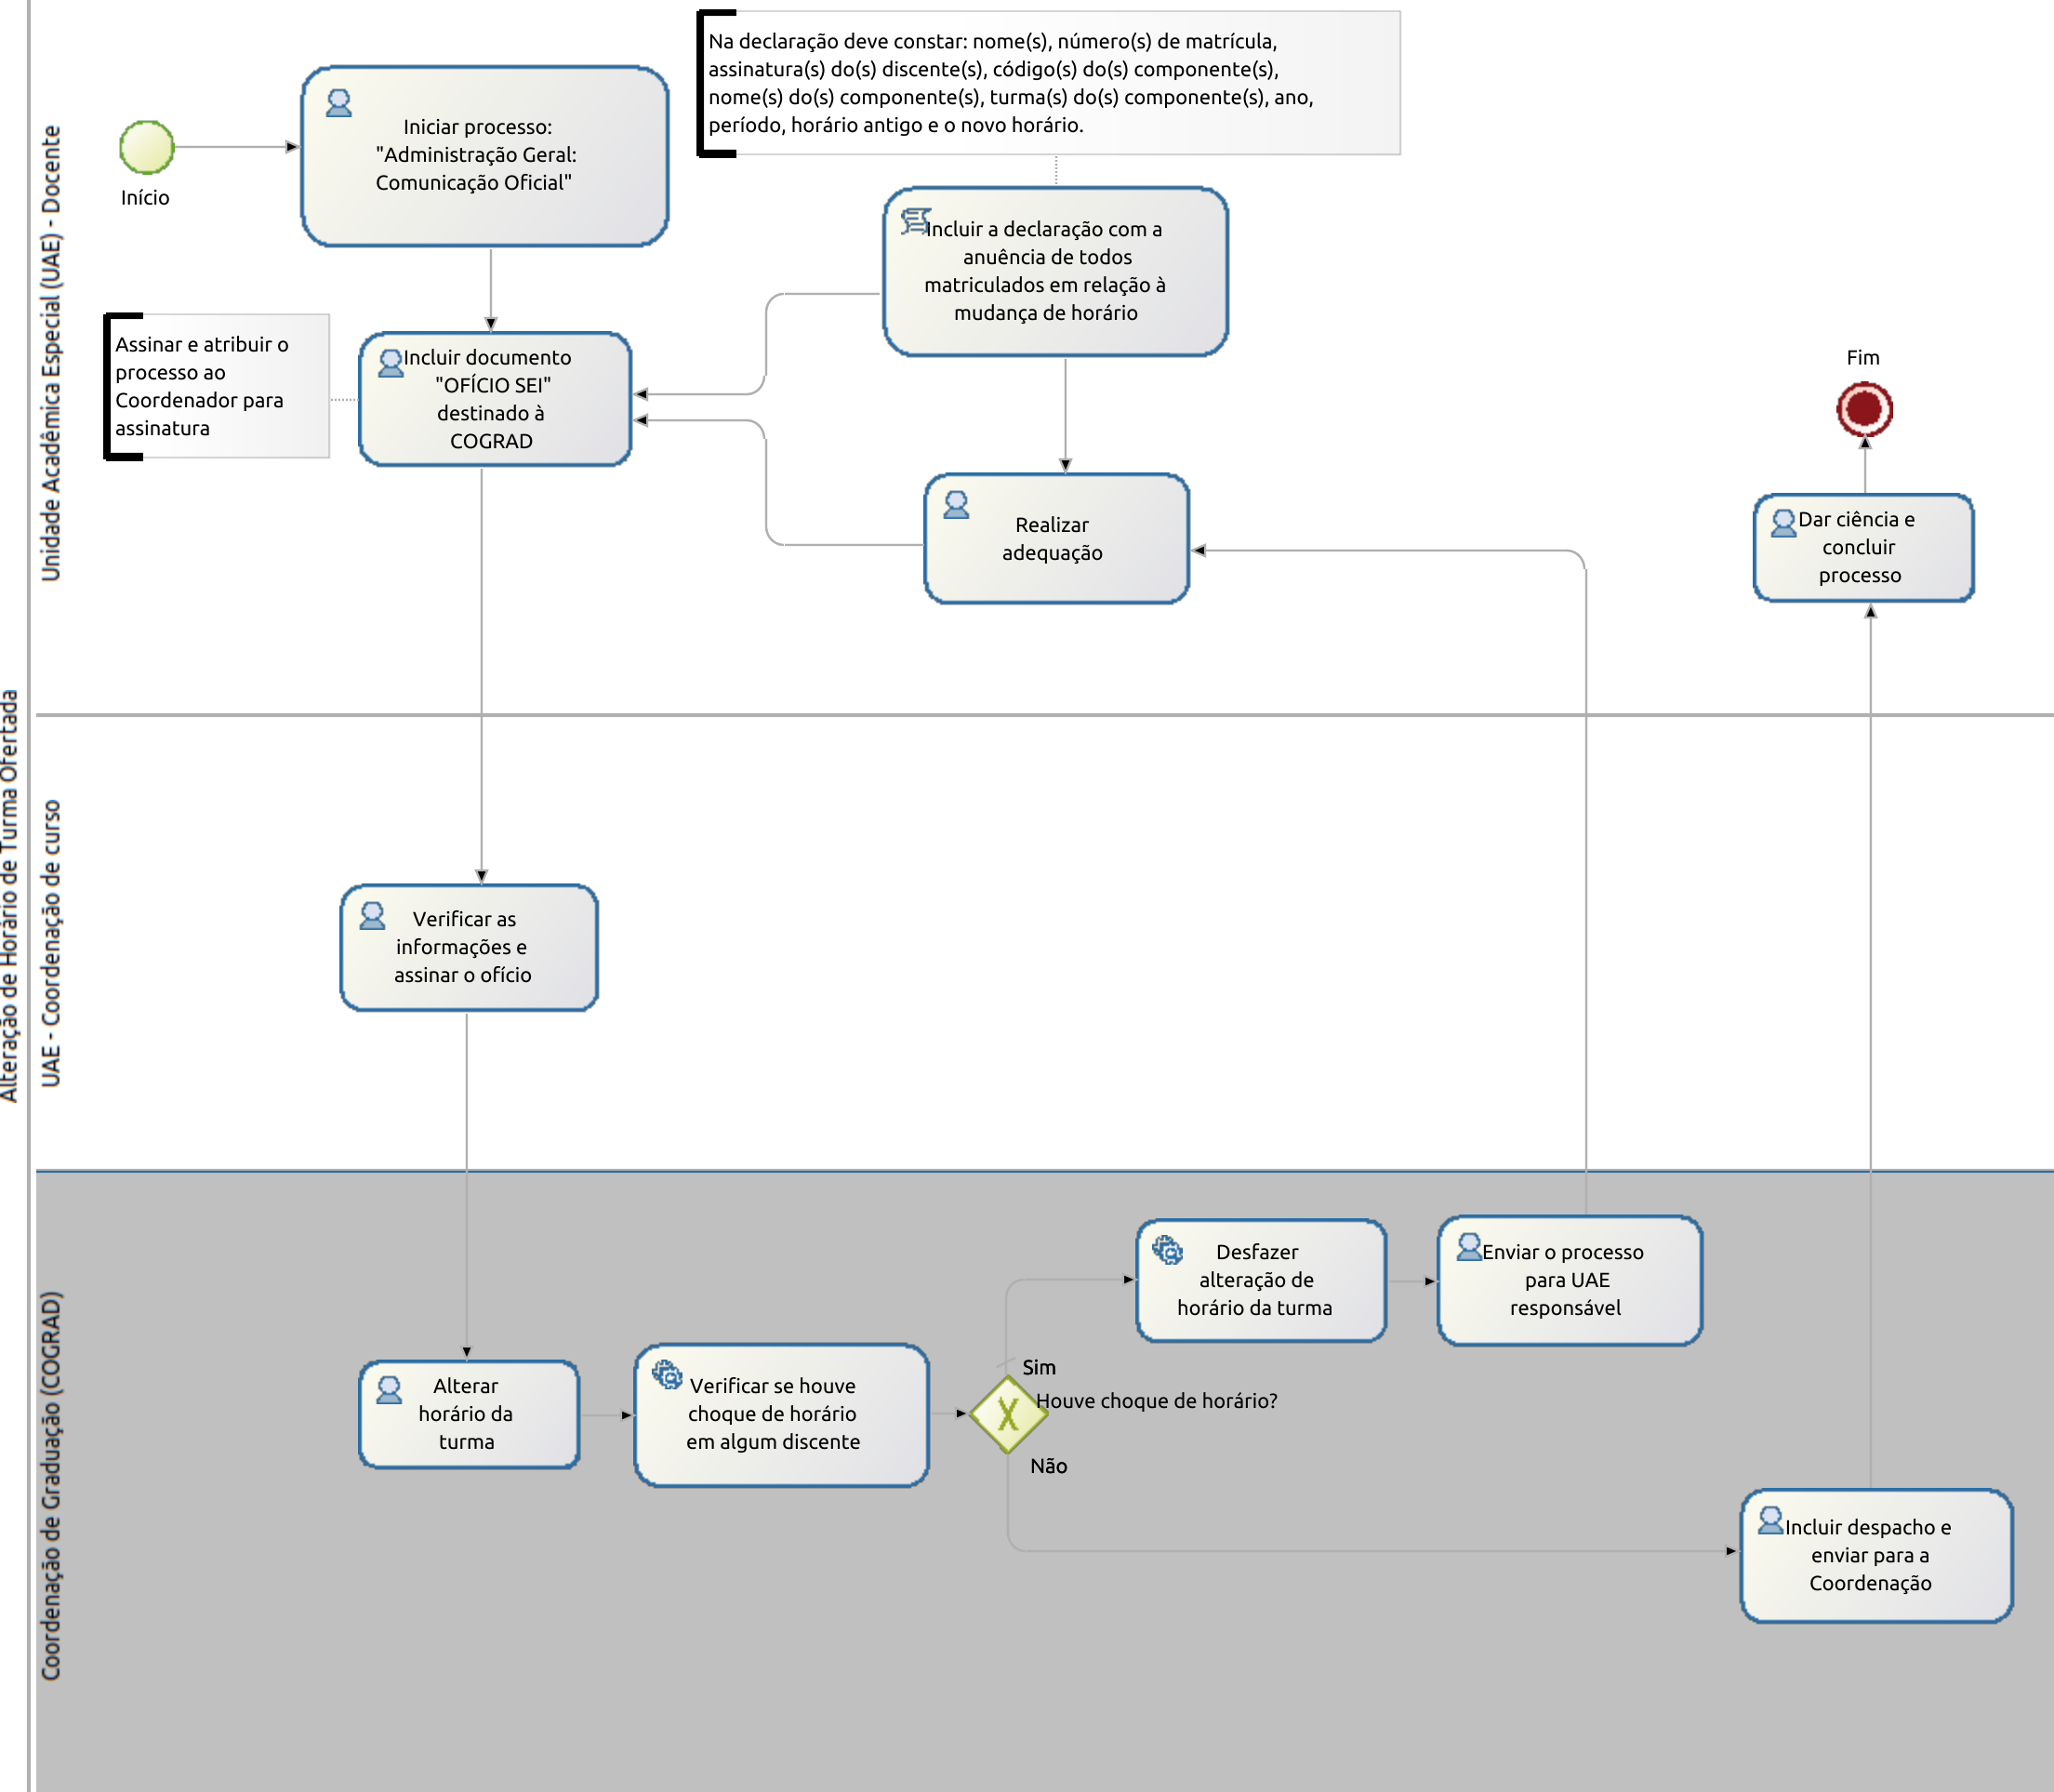 Alteração de Horário de Turma Ofertada
Unidade Acadêmica Especial (UAE) - Docente
Início
Iniciar processo:
"Administração Geral:
Comunicação Oficial"
Na declaração deve constar: nome(s), número(s) de matrícula,
assinatura(s) do(s) discente(s), código(s) do(s) componente(s),
nome(s) do(s) componente(s), turma(s) do(s) componente(s), ano,
período, horário antigo e o novo horário.
Incluir a declaração com a
anuência de todos
matriculados em relação à
mudança de horário
Assinar e atribuir o
processo ao
Coordenador para
assinatura
Incluir documento
"OFÍCIO SEI"
destinado à
COGRAD
Realizar
adequação
Fim
Dar ciência e
concluir
processo
UAE - Coordenação de curso
Verificar as
informações e
assinar o ofício
Coordenação de Graduação (COGRAD)
Alterar
horário da
turma
Verificar se houve
choque de horário
em algum discente
Sim
Houve choque de horário?
Não
Desfazer
alteração de
horário da turma
Enviar o processo
para UAE
responsável
Incluir despacho e
enviar para a
Coordenação